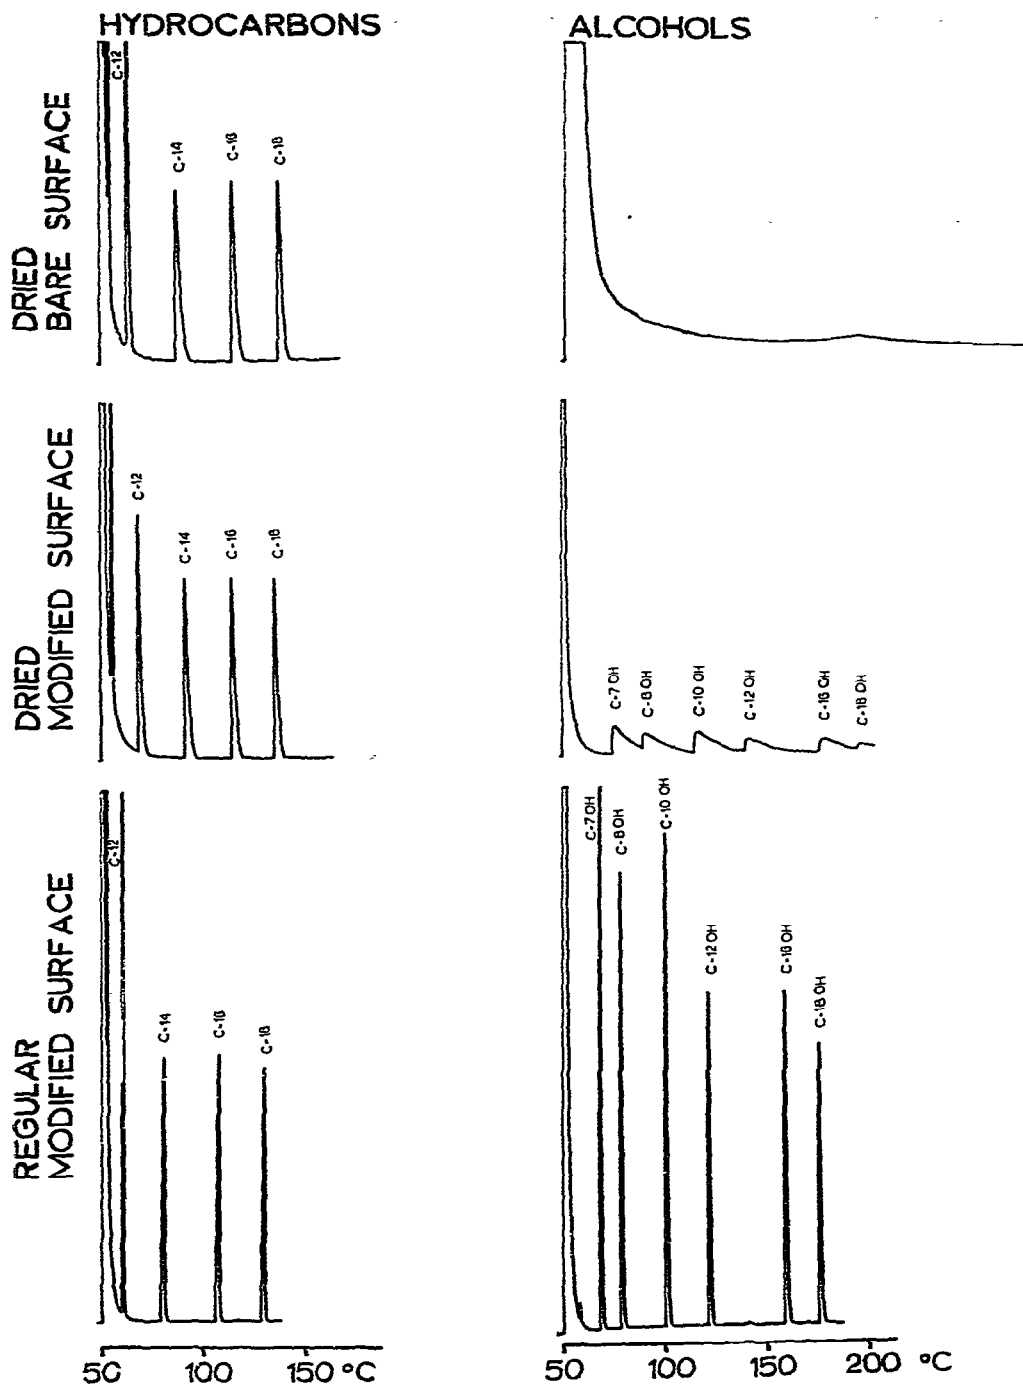 HYDROCARBONS
ALCOHOLS
DRIED
BARE SURFACE
C-12
C-14
C-16
C-18
DRIED
MODIFIED SURFACE
C-12
C-14
C-16
C-18
C-7 OH
C-8 OH
C-10 OH
C-12 OH
C-16 OH
C-18 OH
REGULAR
MODIFIED SURFACE
C-12
C-14
C-16
C-18
C-7 OH
C-8 OH
C-10 OH
C-12 OH
C-16 OH
C-18 OH
50 100 150 °C
50 100 150 200 °C